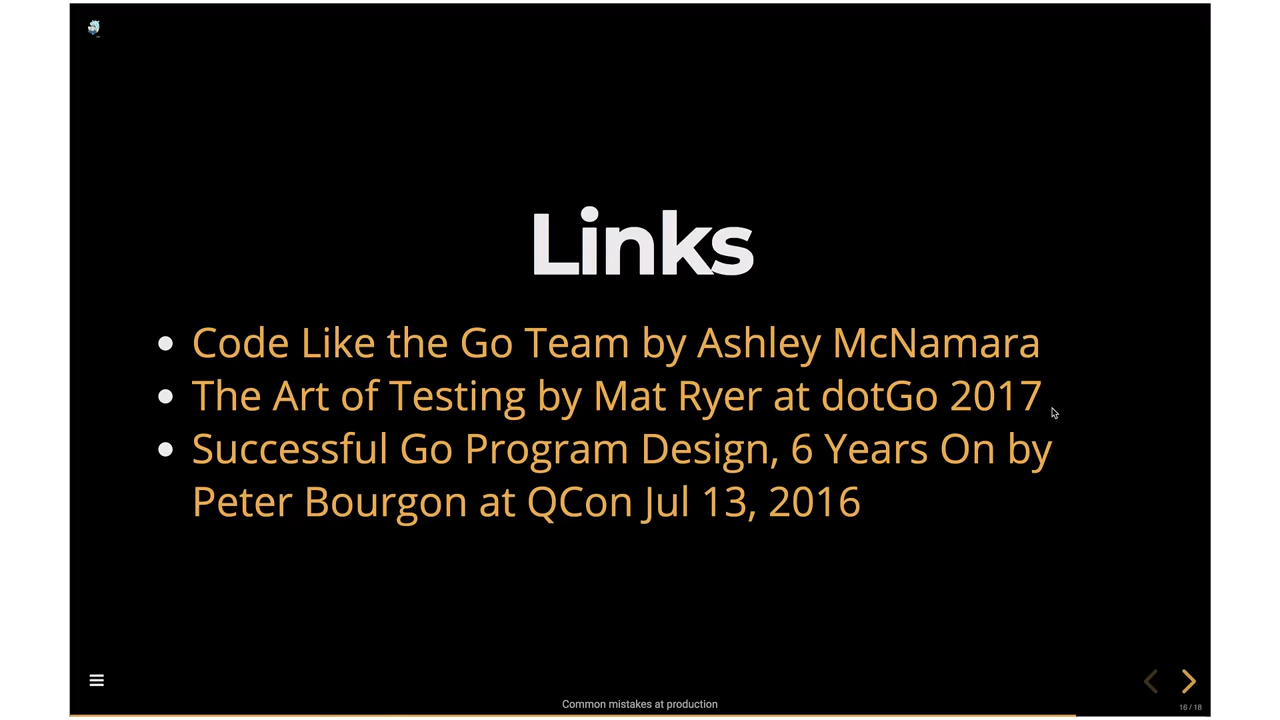 Links
Code Like the Go Team by Ashley McNamara
The Art of Testing by Mat Ryer at dotGo 2017
Successful Go Program Design, 6 Years On by
Peter Bourgon at QCon Jul 13, 2016
Common mistakes at production
16 / 18